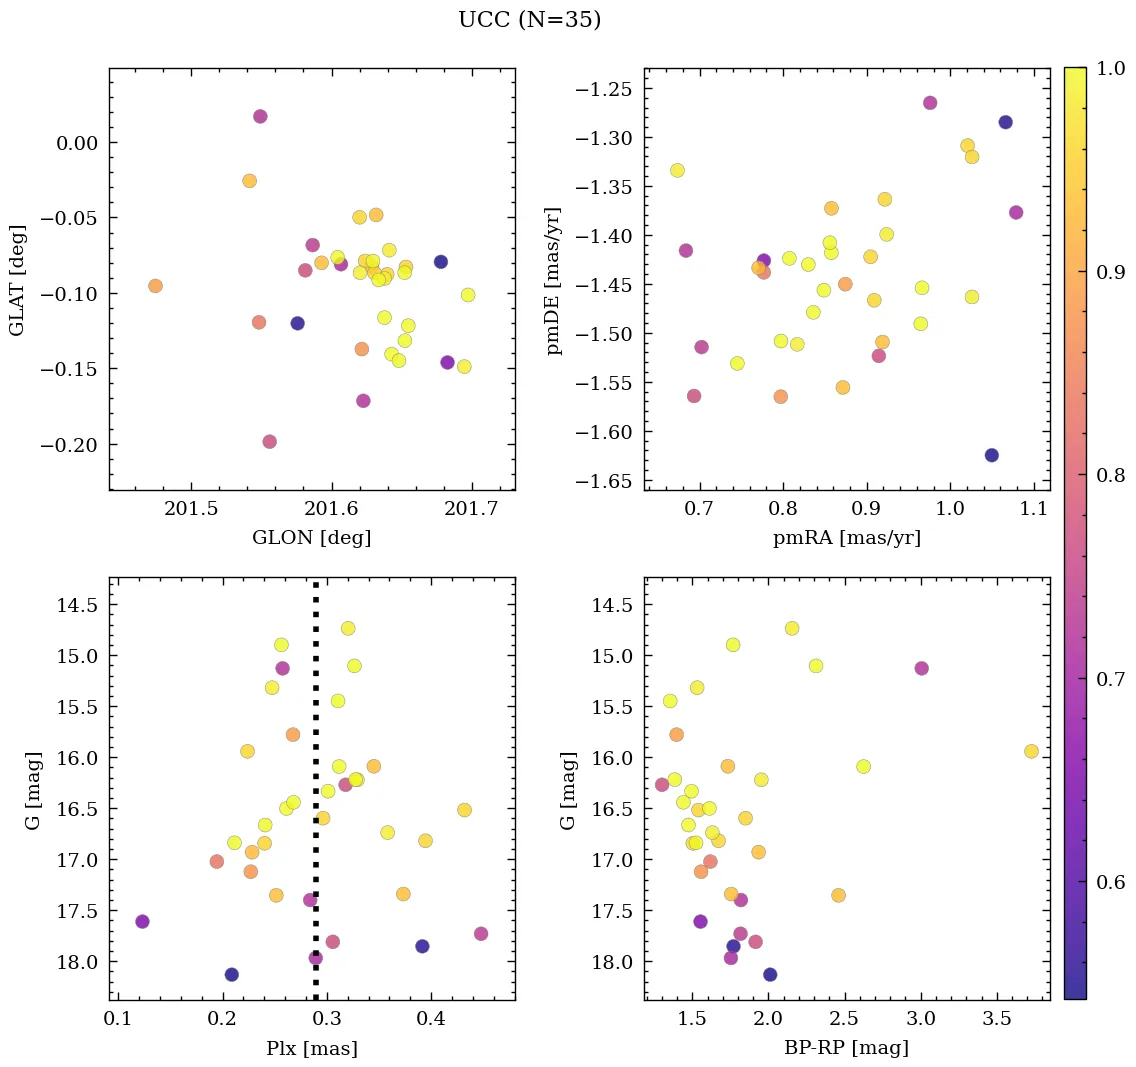 UCC (N=35)
0.00
−0.05
−0.10
−0.15
−0.20
GLAT [deg]
201.5 201.6 201.7
GLON [deg]
−1.25
−1.30
−1.35
−1.40
−1.45
−1.50
−1.55
−1.60
−1.65
pmDE [mas/yr]
0.7 0.8 0.9 1.0 1.1
pmRA [mas/yr]
14.5
15.0
15.5
16.0
16.5
17.0
17.5
18.0
G [mag]
0.1 0.2 0.3 0.4
Plx [mas]
14.5
15.0
15.5
16.0
16.5
17.0
17.5
18.0
G [mag]
1.5 2.0 2.5 3.0 3.5
BP-RP [mag]
1.0
0.9
0.8
0.7
0.6